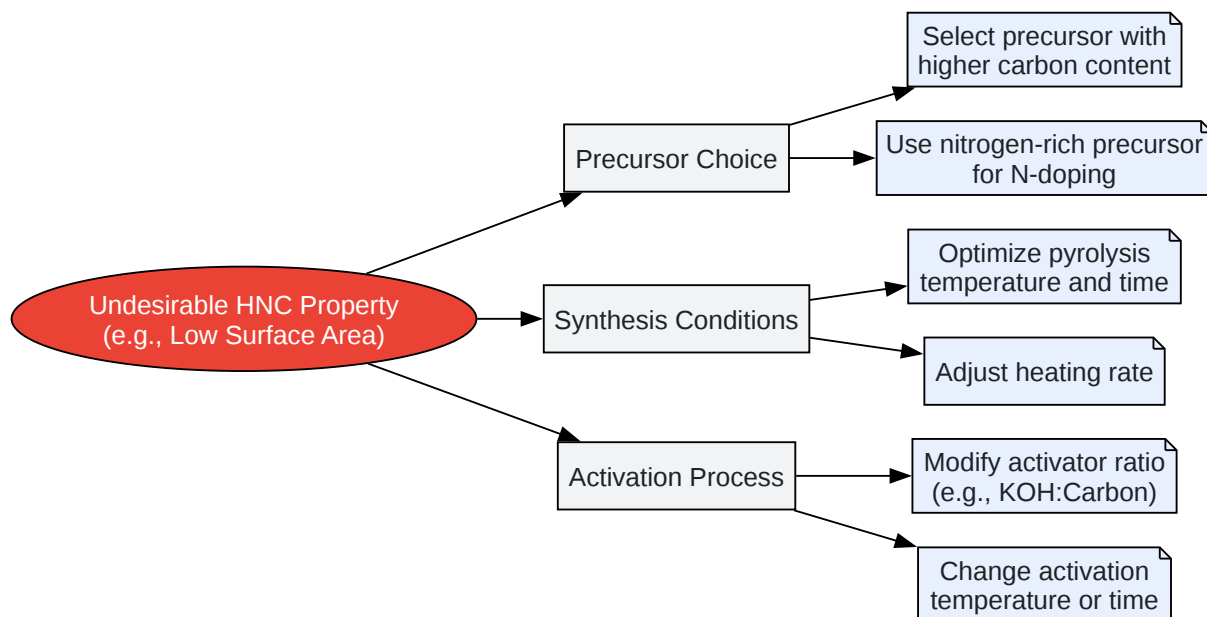 Undesirable HNC Property
(e.g., Low Surface Area)
Precursor Choice
Select precursor with
higher carbon content
Use nitrogen-rich precursor
for N-doping
Synthesis Conditions
Optimize pyrolysis
temperature and time
Adjust heating rate
Activation Process
Modify activator ratio
(e.g., KOH:Carbon)
Change activation
temperature or time